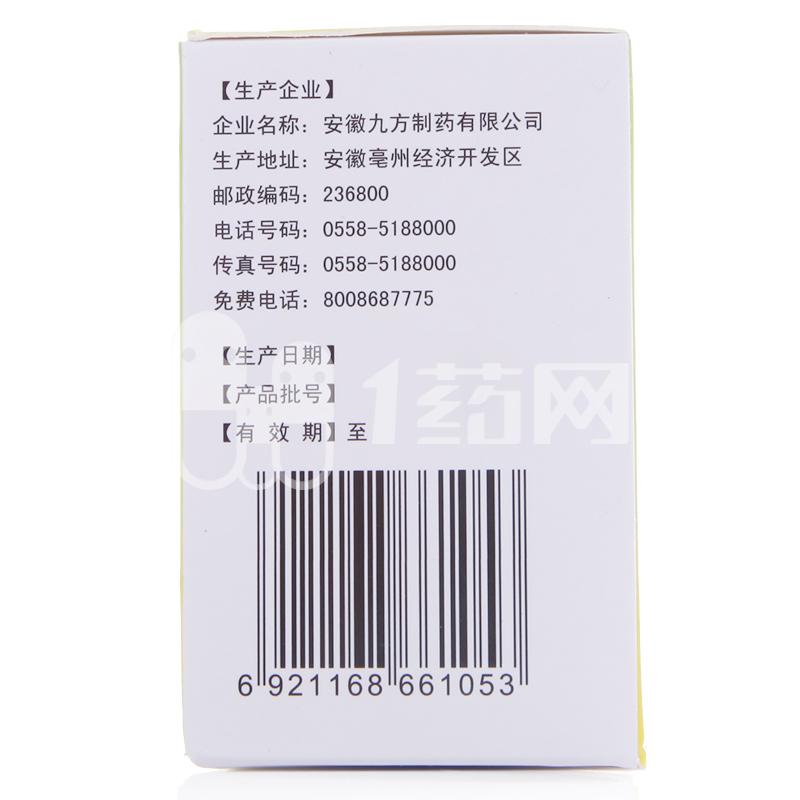 【生产企业】
企业名称：安徽九方制药有限公司
生产地址：安徽亳州经济开发区
邮政编码：236800
电话号码：0558-5188000
传真号码：0558-5188000
免费电话：8008687775
【生产日期】
【产品批号】
【有 效 期】至
1药网
6 921168 661053